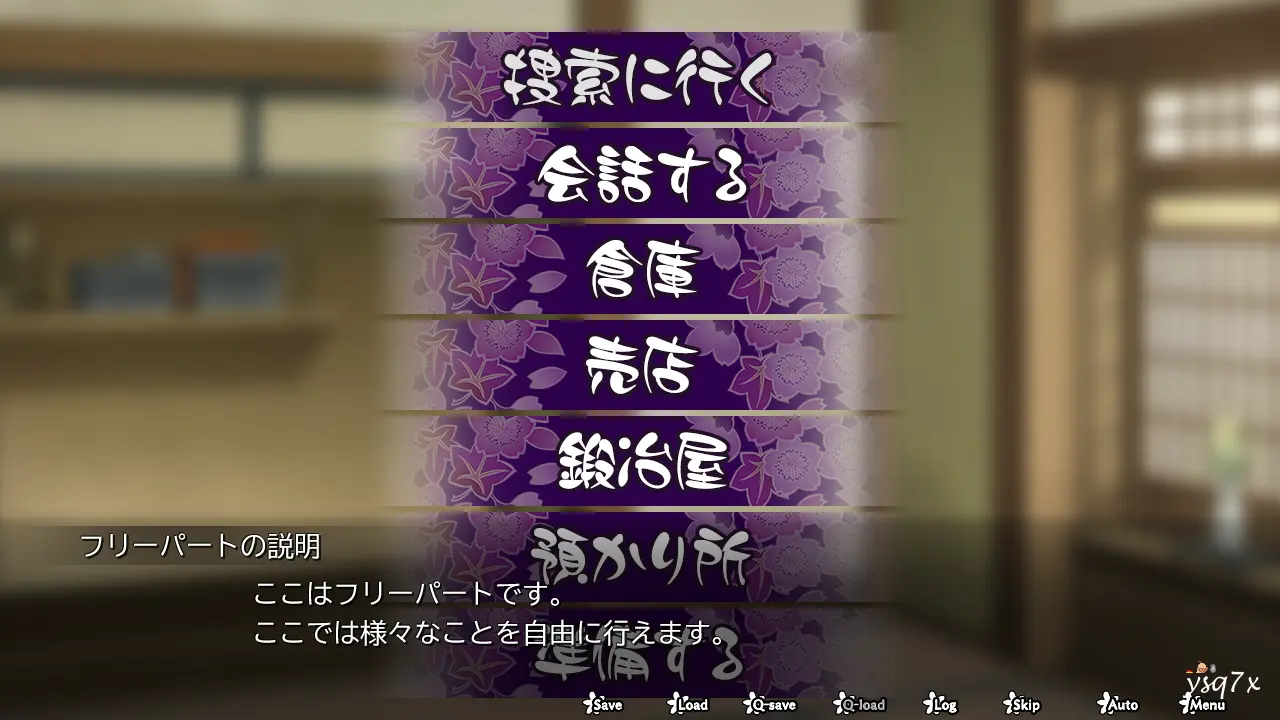 捜索に行く
会話する
倉庫
売店
鍛冶屋
預かり所
準備する
フリーパートの説明
ここはフリーパートです。
ここでは様々なことを自由に行えます。
Save Load Q-save Q-load Log Skip Auto Menu
ysq7x